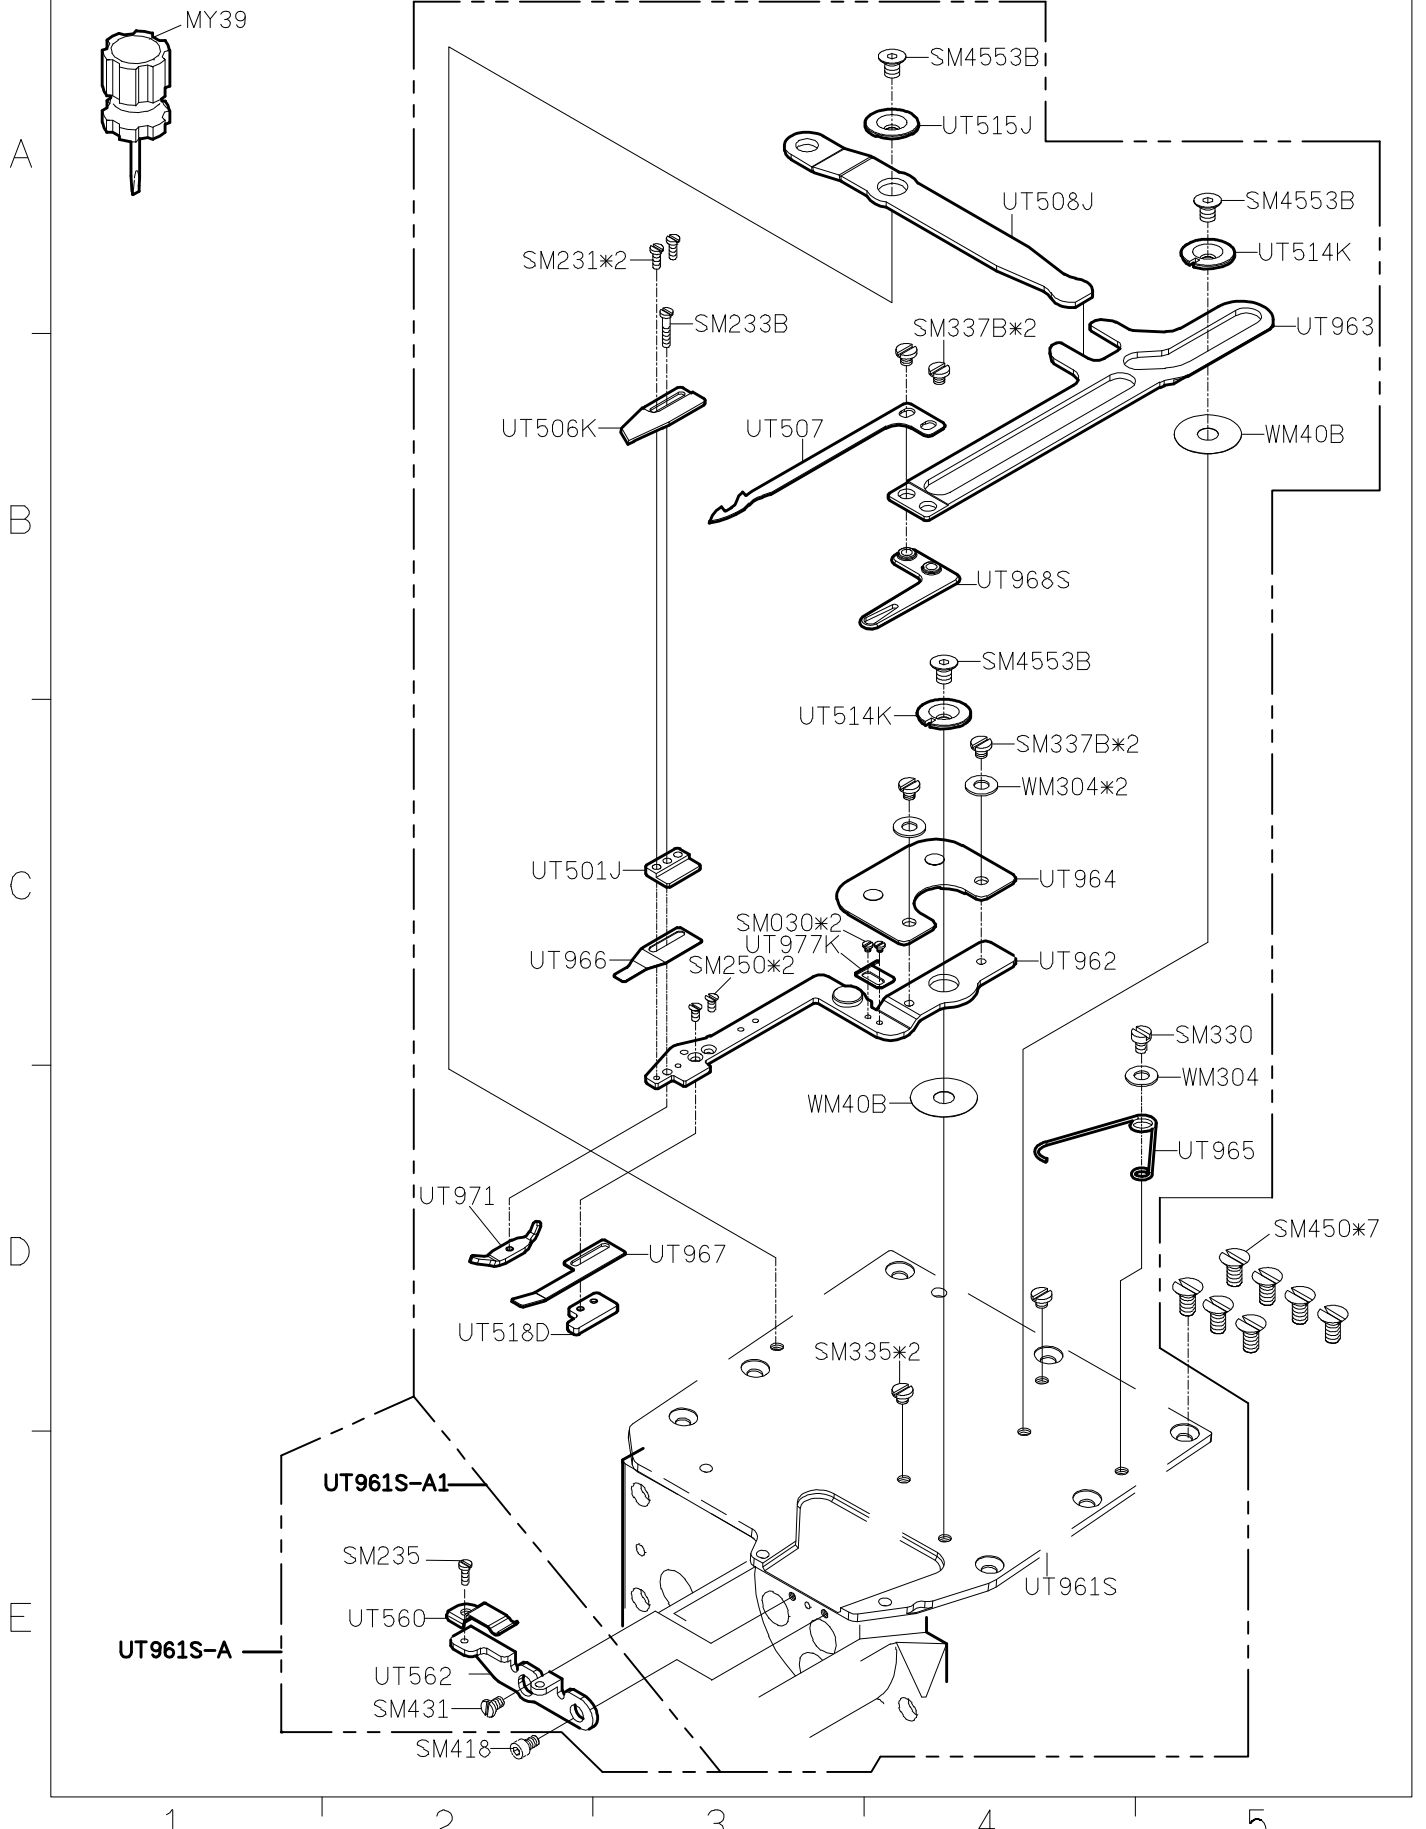 MY39
SM4553B
UT515J
A
UT508J
SM4553B
UT514K
SM231*2
SM233B
SM337B*2
UT963
UT506K
UT507
WM40B
B
UT968S
SM4553B
UT514K
SM337B*2
WM304*2
UT501J
UT964
C
SM030*2
UT977K
UT966
SM250*2
UT962
SM330
WM304
WM40B
UT965
UT971
SM450*7
D
UT967
UT518D
SM335*2
UT961S-A1
SM235
UT961S
UT560
E
UT961S-A
UT562
SM431
SM418
1 2 3 4 5